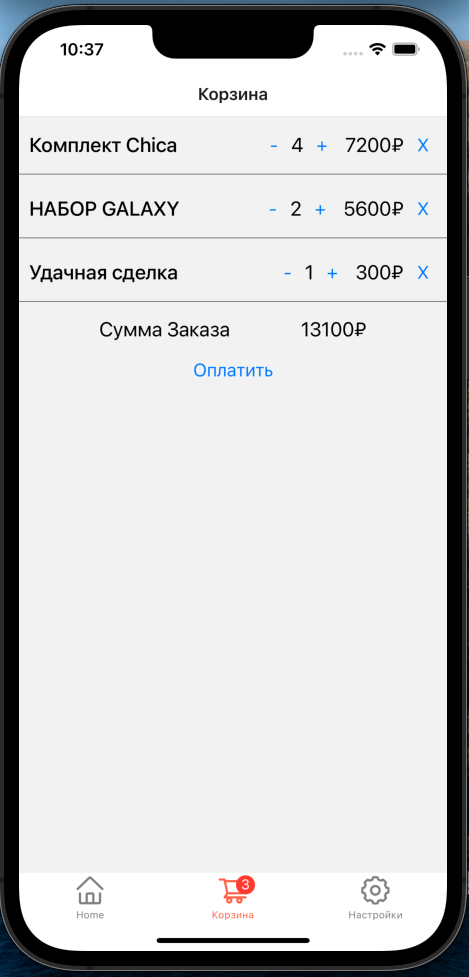 10:37
Корзина
Комплект Chica - 4 + 7200₽ X
НАБОР GALAXY - 2 + 5600₽ X
Удачная сделка - 1 + 300₽ X
Сумма Заказа 13100₽
Оплатить
3
Home Корзина Настройки